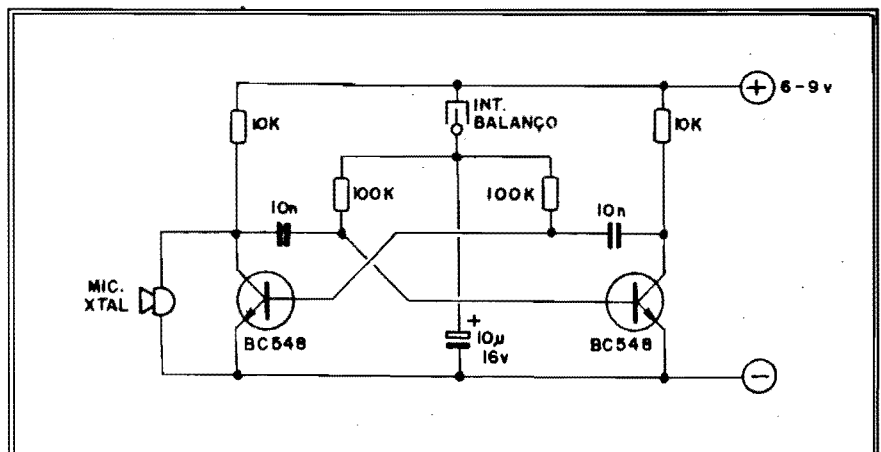 + 6-9v
INT.
BALANÇO
10K
10K
100K
100K
10n
10n
MIC.
XTAL
BC548
+
10µ
16v
BC548
−